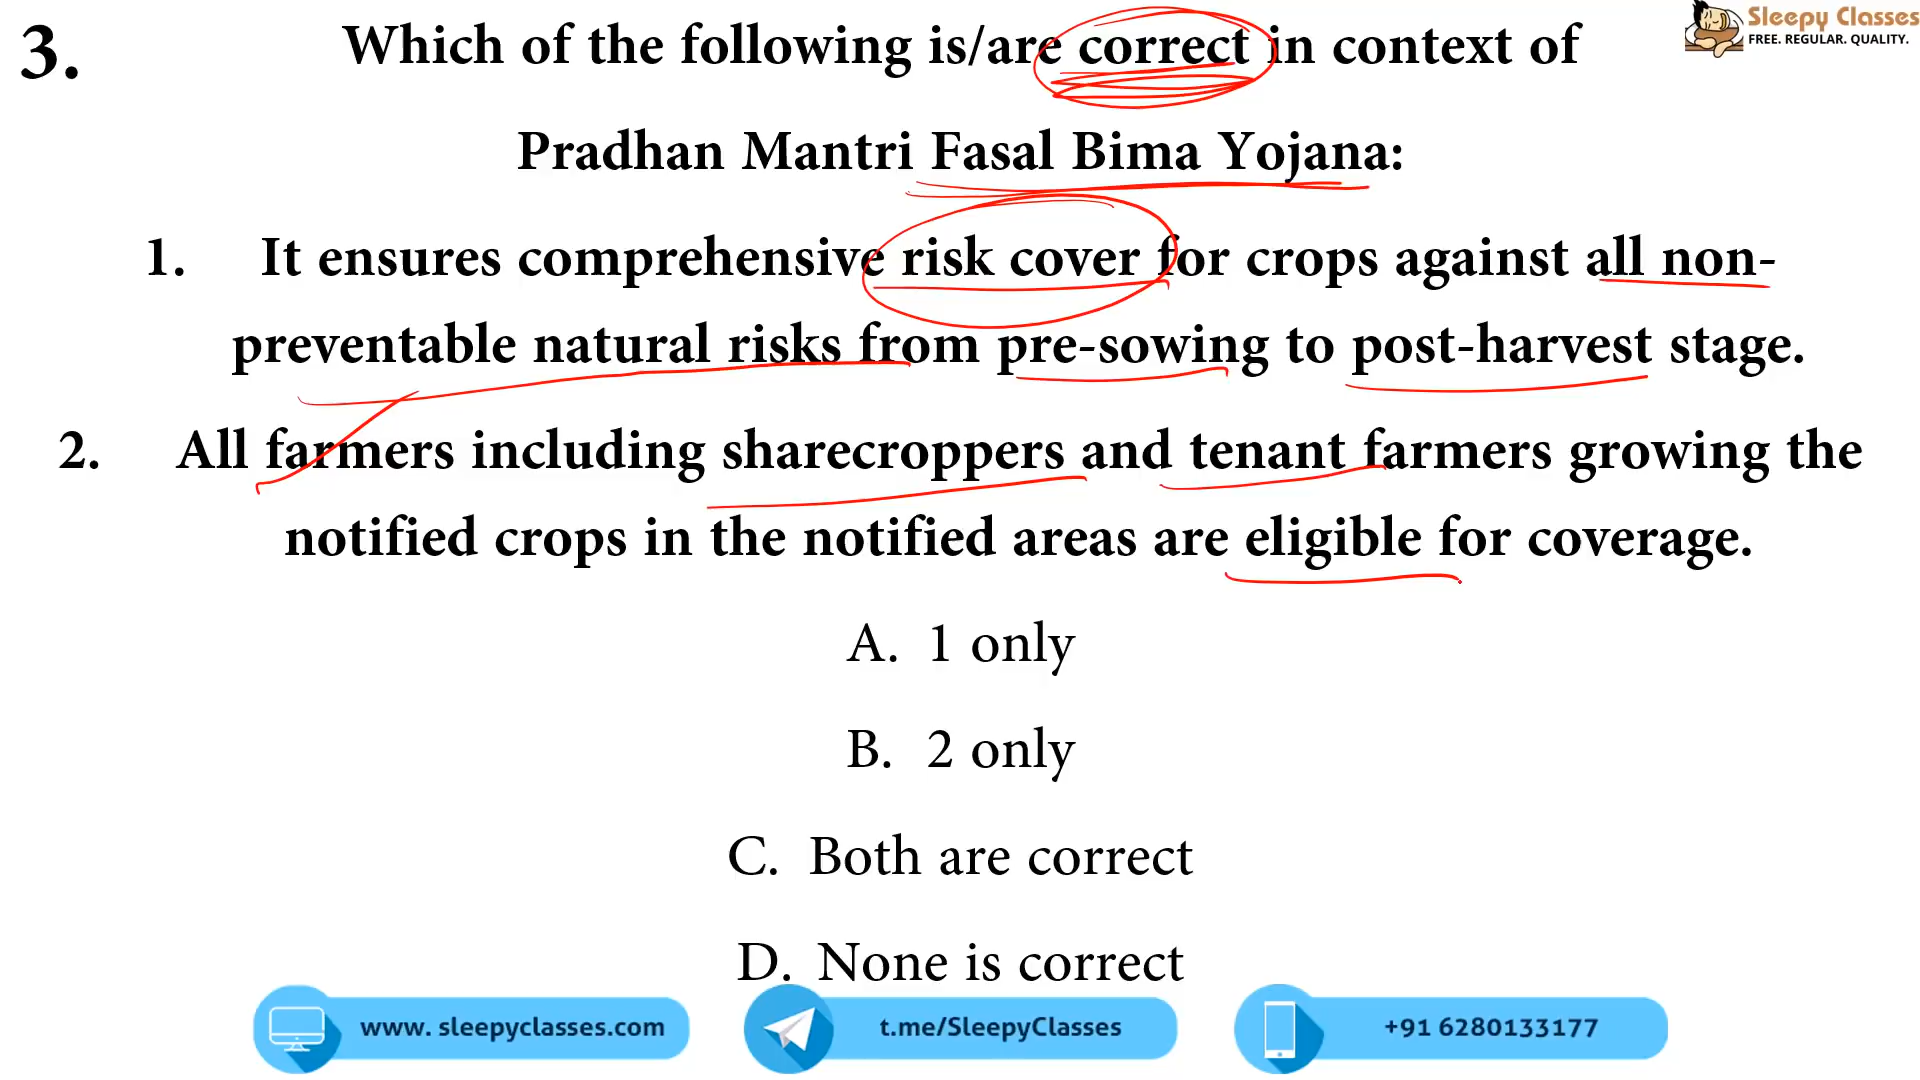 Sleepy Classes
FREE. REGULAR. QUALITY.
3. Which of the following is/are correct in context of
Pradhan Mantri Fasal Bima Yojana:
1. It ensures comprehensive risk cover for crops against all non-
preventable natural risks from pre-sowing to post-harvest stage.
2. All farmers including sharecroppers and tenant farmers growing the
notified crops in the notified areas are eligible for coverage.
A. 1 only
B. 2 only
C. Both are correct
D. None is correct
www. sleepyclasses.com
t.me/SleepyClasses
+91 6280133177